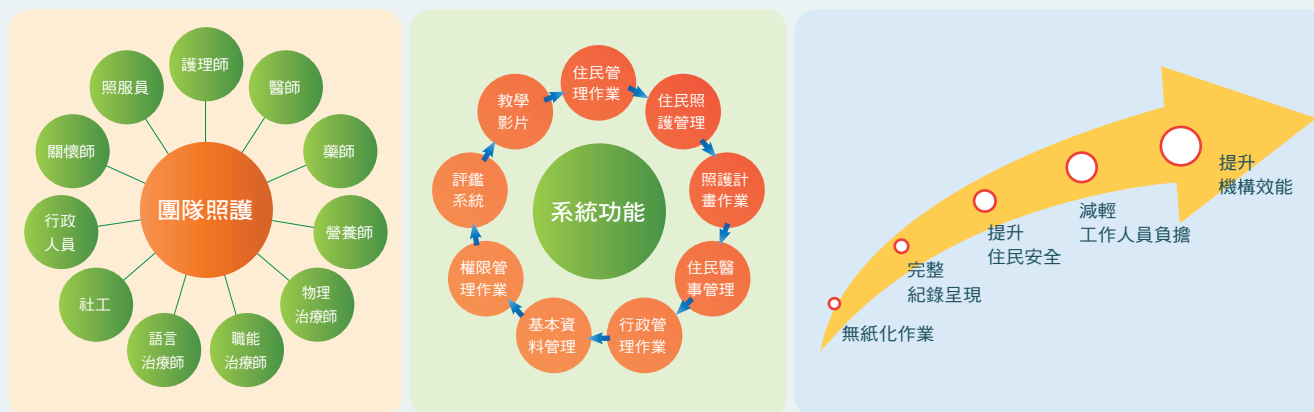 團隊照護
護理師
醫師
藥師
營養師
物理
治療師
職能
治療師
語言
治療師
社工
行政
人員
關懷師
照服員
系統功能
住民管
理作業
住民照
護管理
照護計
畫作業
住民醫
事管理
行政管
理作業
基本資
料管理
權限管
理作業
評鑑
系統
教學
影片
無紙化作業
完整
紀錄呈現
提升
住民安全
減輕
工作人員負擔
提升
機構效能